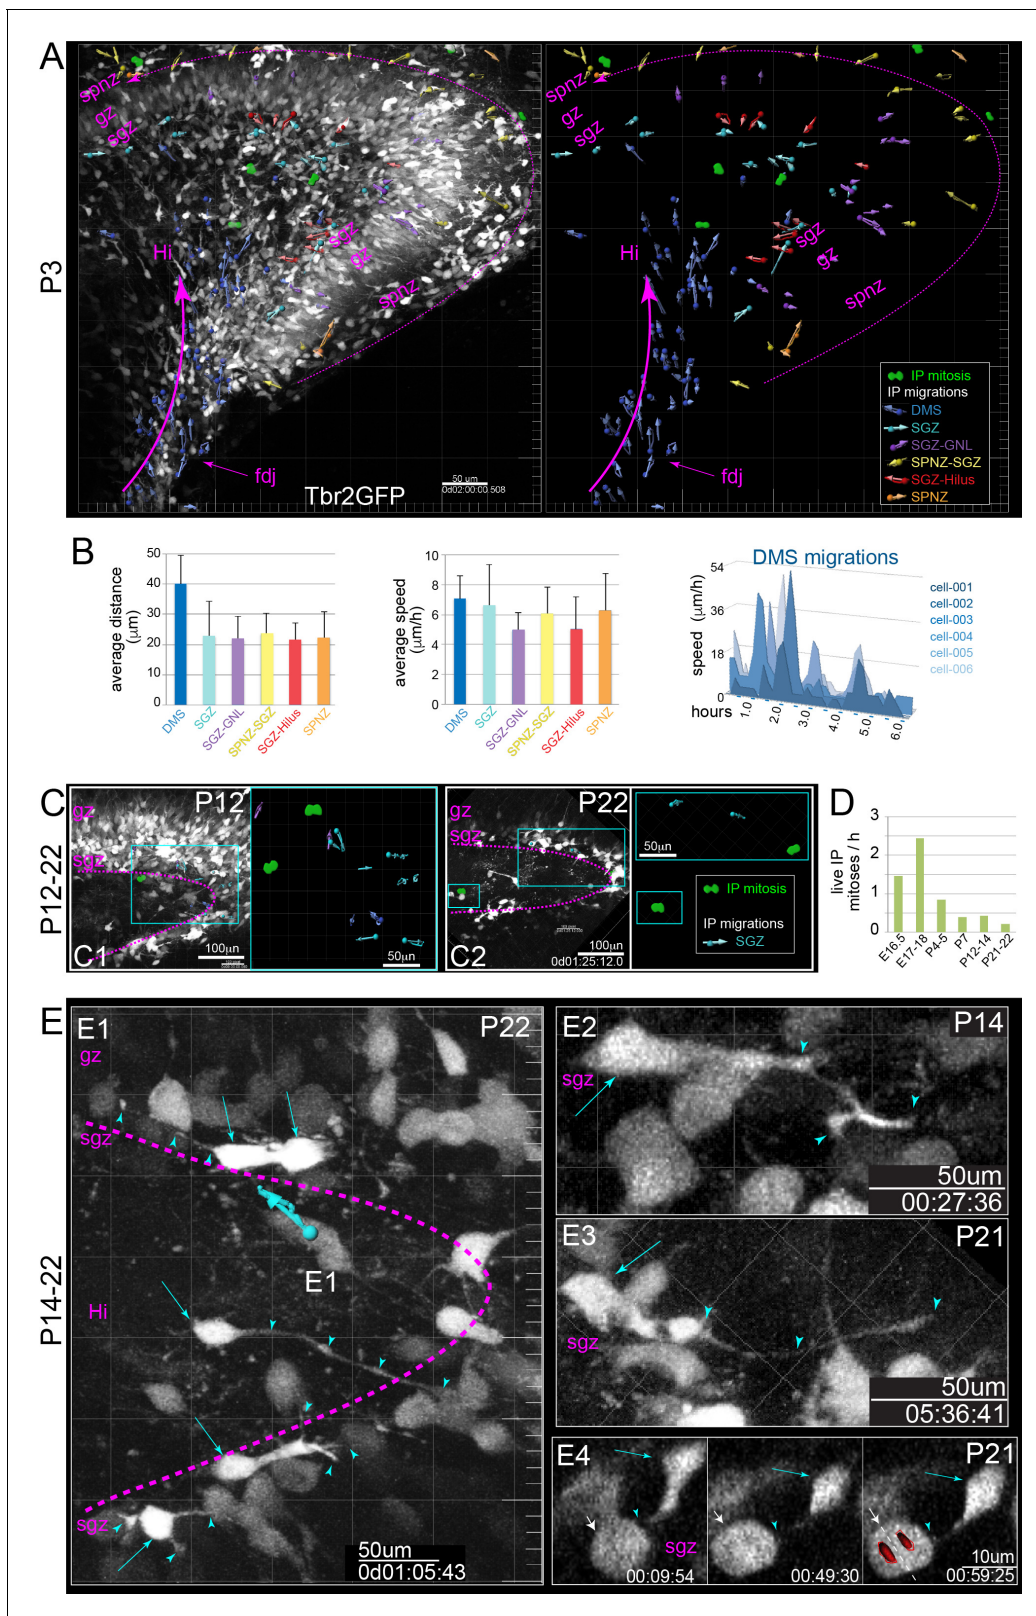 A
spnz
gz
sgz
Hi
sgz
gz
spnz
fdj
Tbr2GFP
50 um
0d02:00:00.508
P3
spnz
gz
sgz
Hi
sgz
gz
spnz
fdj
IP mitosis
IP migrations
DMS
SGZ
SGZ-GNL
SPNZ-SGZ
SGZ-Hilus
SPNZ
B
average distance
(µm)
50
40
30
20
10
0
DMS
SGZ
SGZ-GNL
SPNZ-SGZ
SGZ-Hilus
SPNZ
average speed
(µm/h)
10
8
6
4
2
0
DMS
SGZ
SGZ-GNL
SPNZ-SGZ
SGZ-Hilus
SPNZ
DMS migrations
speed (µm/h)
54
36
18
0
hours
1.0
2.0
3.0
4.0
5.0
6.0
cell-001
cell-002
cell-003
cell-004
cell-005
cell-006
C
P12-22
P12
gz
sgz
sgz
C1
100µn
50µn
P22
gz
sgz
C2
100µn
0d01:25:12.0
50µn
IP mitosis
IP migrations
SGZ
D
live IP
mitoses / h
3
2
1
0
E16.5
E17-18
P4-5
P7
P12-14
P21-22
E
P14-22
E1
P22
gz
sgz
E1
Hi
sgz
50um
0d01:05:43
E2
P14
sgz
50um
00:27:36
E3
P21
sgz
50um
05:36:41
E4
P21
sgz
00:09:54
00:49:30
10um
00:59:25